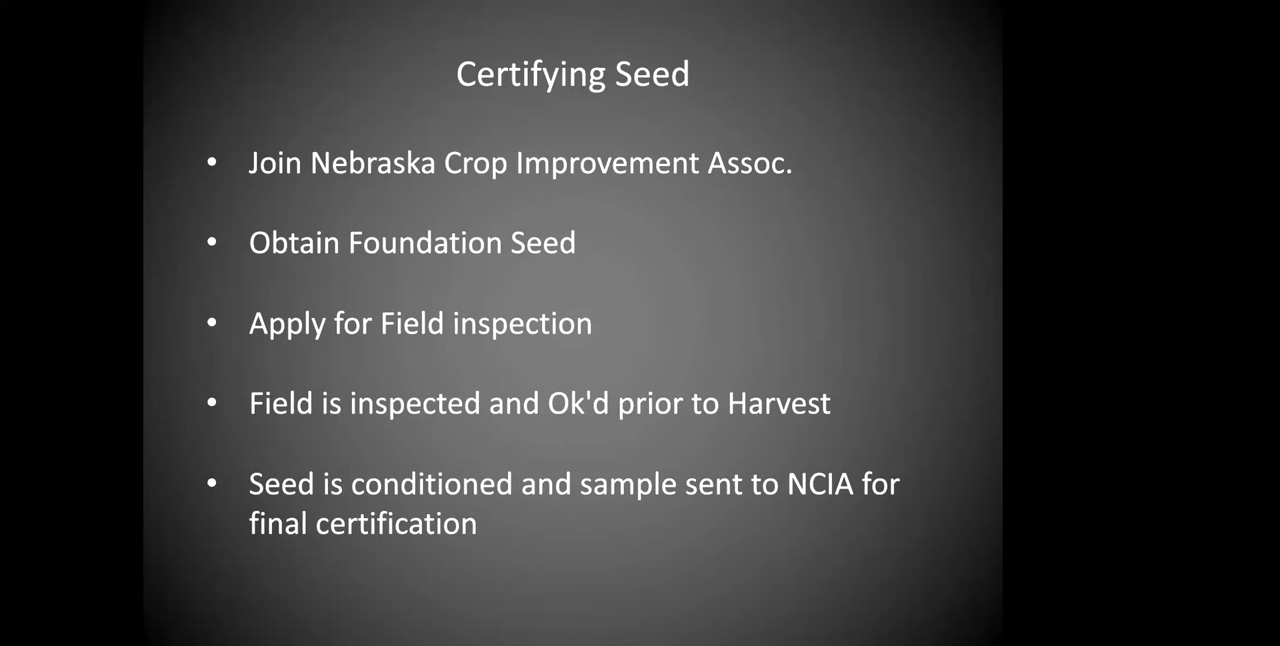 Certifying Seed
• Join Nebraska Crop Improvement Assoc.
• Obtain Foundation Seed
• Apply for Field inspection
• Field is inspected and Ok'd prior to Harvest
• Seed is conditioned and sample sent to NCIA for
final certification